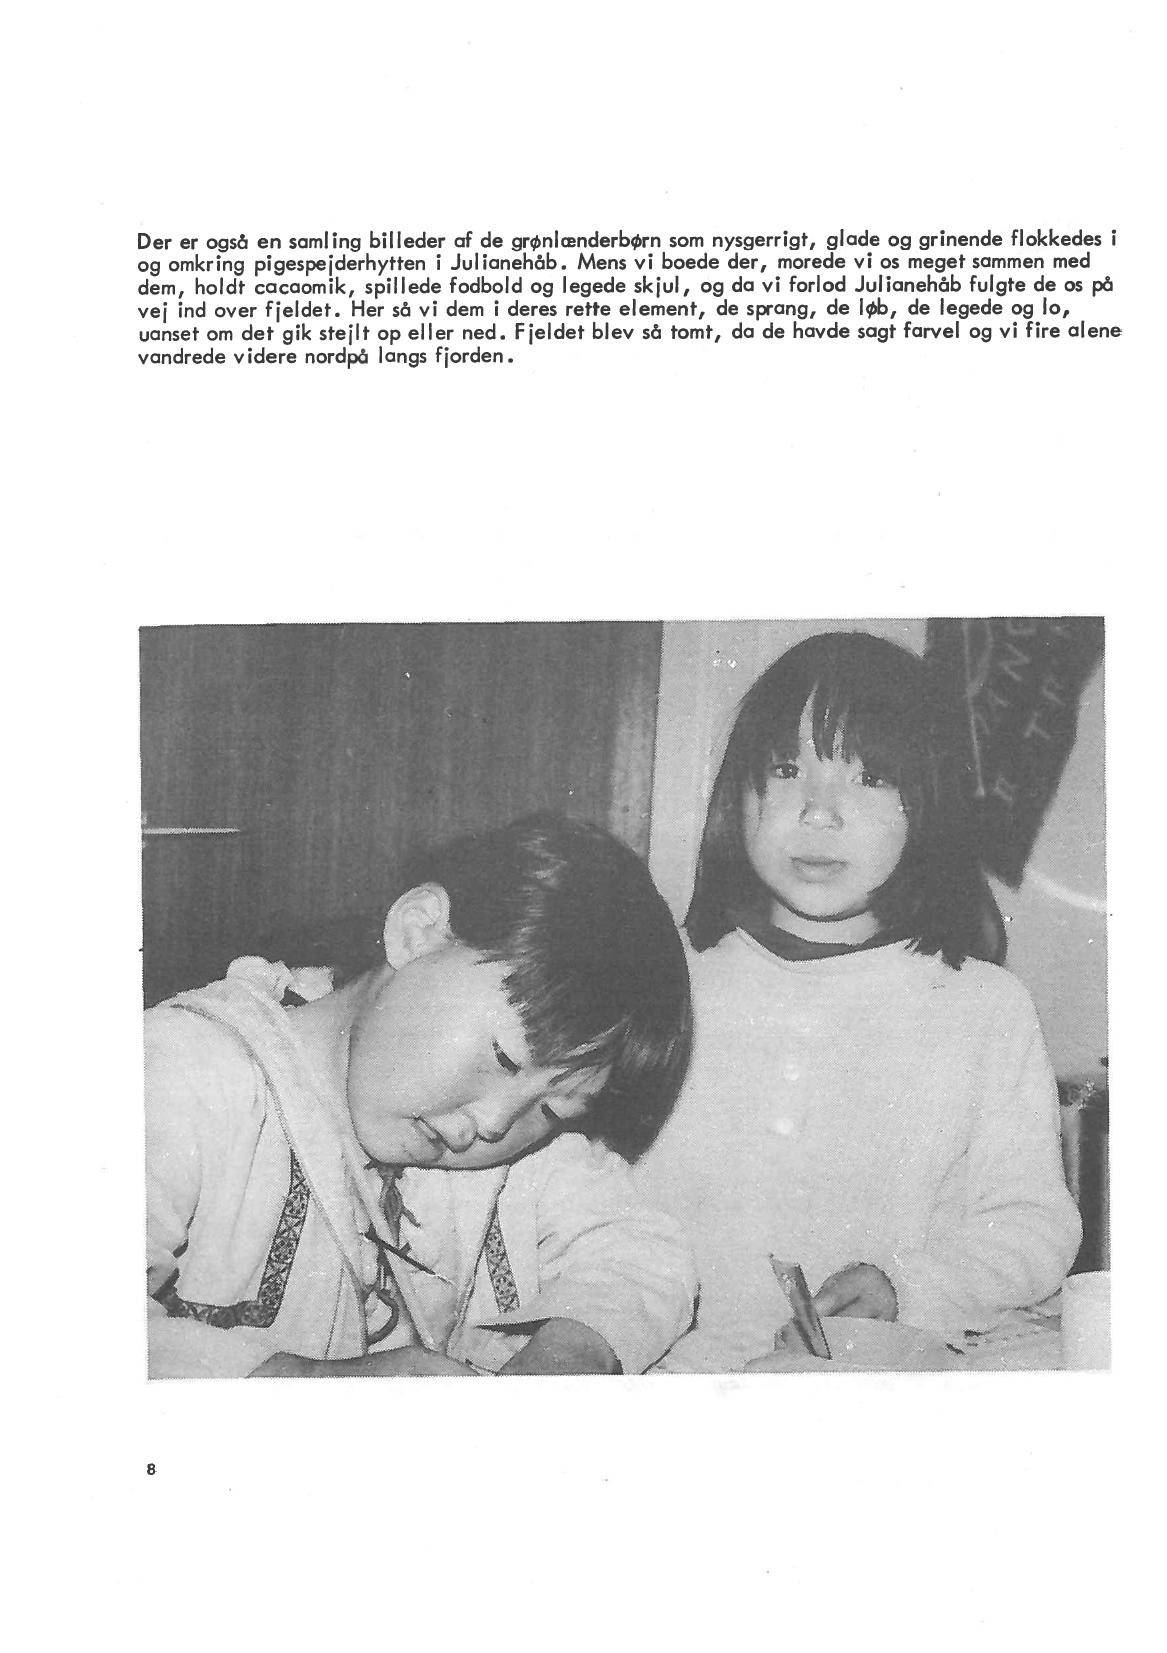 Der er også en samling billeder af de grønlænderbørn som nysgerrigt, glade og grinende flokkedes i
og omkring pigespejderhytten i Julianehåb. Mens vi boede der, morede vi os meget sammen med
dem, holdt cacaomik, spillede fodbold og legede skjul, og da vi forlod Julianehåb fulgte de os på
vej ind over fjeldet. Her så vi dem i deres rette element, de sprang, de løb, de legede og lo,
uanset om det gik stejlt op eller ned. Fjeldet blev så tomt, da de havde sagt farvel og vi fire alene
vandrede videre nordpå langs fjorden.
8